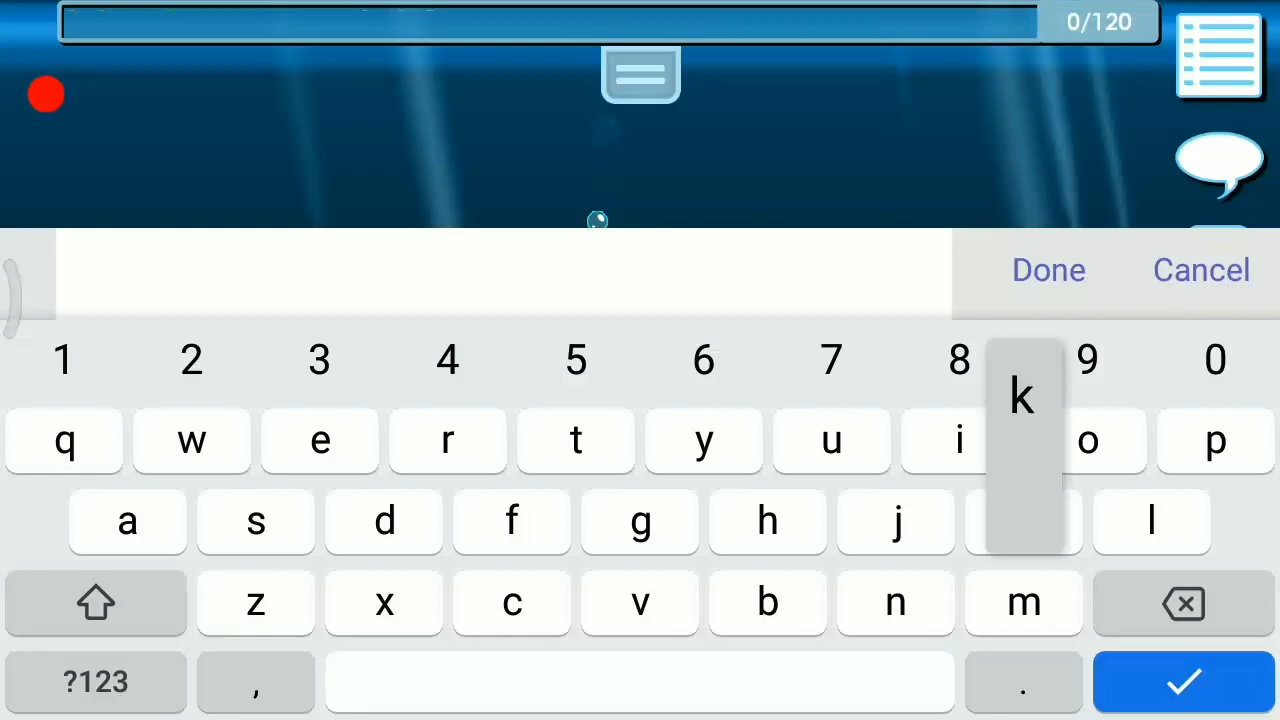 0/120
Done Cancel
1 2 3 4 5 6 7 8 9 0
k
q w e r t y u i o p
a s d f g h j l
z x c v b n m
?123 , .